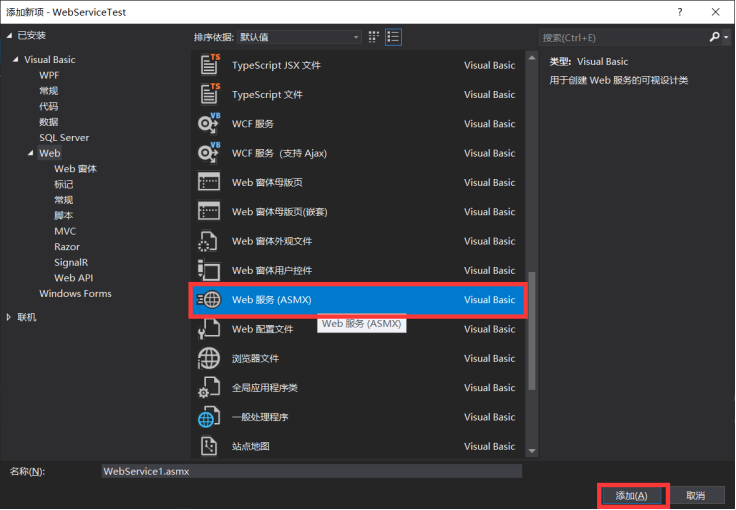 添加新项 - WebServiceTest
? ×
已安装
排序依据: 默认值
搜索(Ctrl+E)
Visual Basic
WPF
常规
代码
数据
SQL Server
Web
Web 窗体
标记
常规
脚本
MVC
Razor
SignalR
Web API
Windows Forms
联机
TypeScript JSX 文件 Visual Basic
TypeScript 文件 Visual Basic
WCF 服务 Visual Basic
WCF 服务 (支持 Ajax) Visual Basic
Web 窗体母版页 Visual Basic
Web 窗体母版页(嵌套) Visual Basic
Web 窗体外观文件 Visual Basic
Web 窗体用户控件 Visual Basic
Web 服务 (ASMX) Visual Basic
Web 配置文件 Visual Basic
Web 服务 (ASMX)
浏览器文件 Visual Basic
全局应用程序类 Visual Basic
一般处理程序 Visual Basic
站点地图 Visual Basic
类型: Visual Basic
用于创建 Web 服务的可视设计类
名称(N): WebService1.asmx
添加(A) 取消